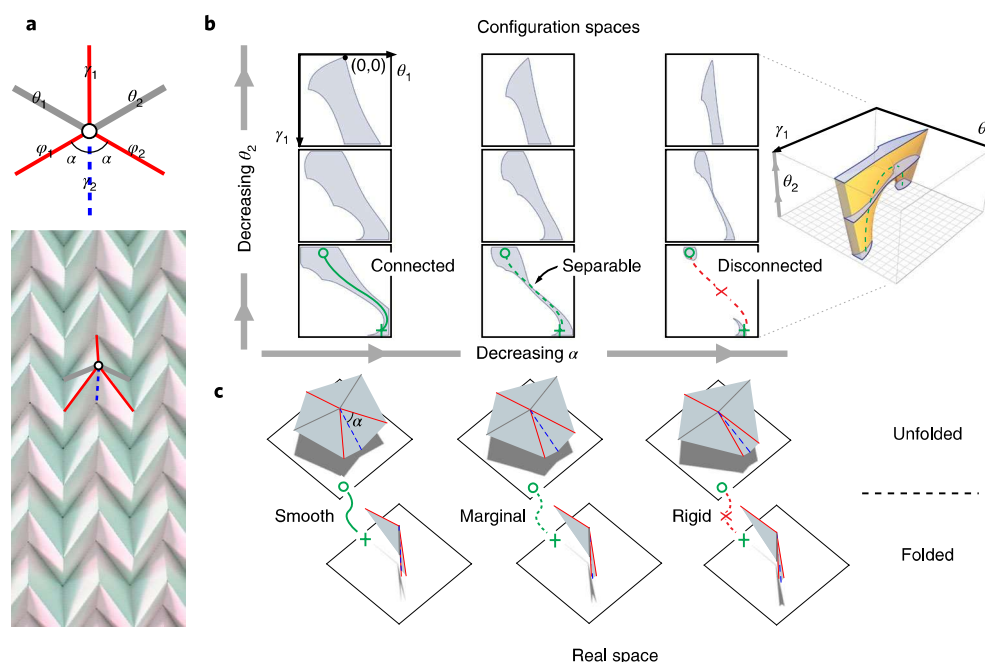 a
γ1
θ1
θ2
φ1
α
α
φ2
γ2
b
Configuration spaces
Decreasing θ2
(0,0)
θ1
γ1
Connected
Separable
Disconnected
Decreasing α
γ1
θ
θ2
c
α
Unfolded
Smooth
Marginal
Rigid
Folded
Real space